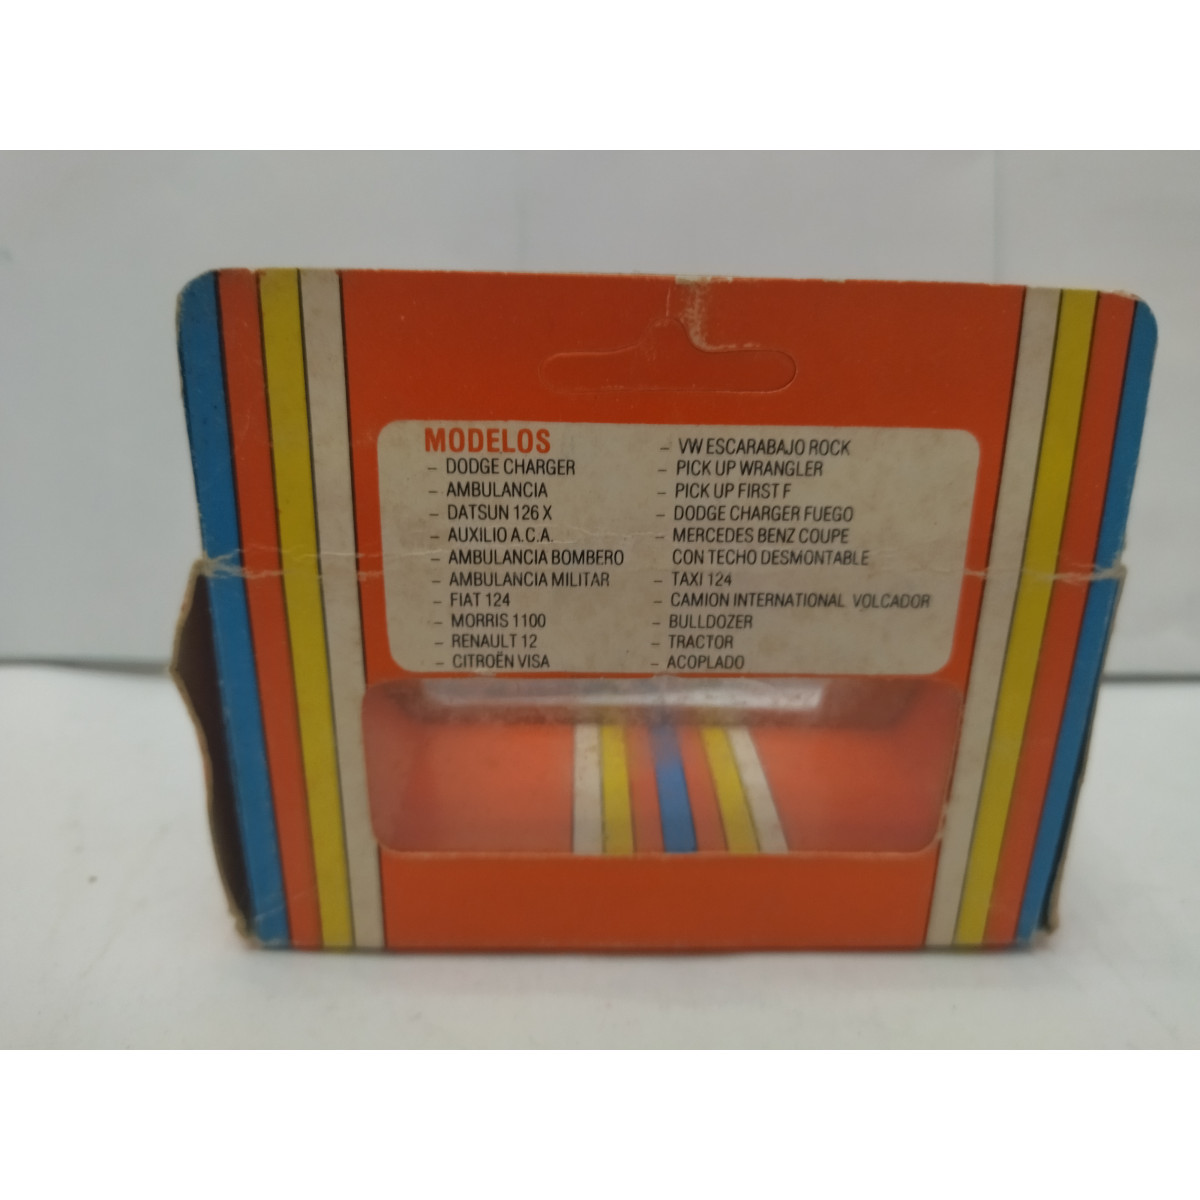 MODELOS
- DODGE CHARGER
- AMBULANCIA
- DATSUN 126 X
- AUXILIO A.C.A.
- AMBULANCIA BOMBERO
- AMBULANCIA MILITAR
- FIAT 124
- MORRIS 1100
- RENAULT 12
- CITROËN VISA
- VW ESCARABAJO ROCK
- PICK UP WRANGLER
- PICK UP FIRST F
- DODGE CHARGER FUEGO
- MERCEDES BENZ COUPE
CON TECHO DESMONTABLE
- TAXI 124
- CAMION INTERNATIONAL VOLCADOR
- BULLDOZER
- TRACTOR
- ACOPLADO